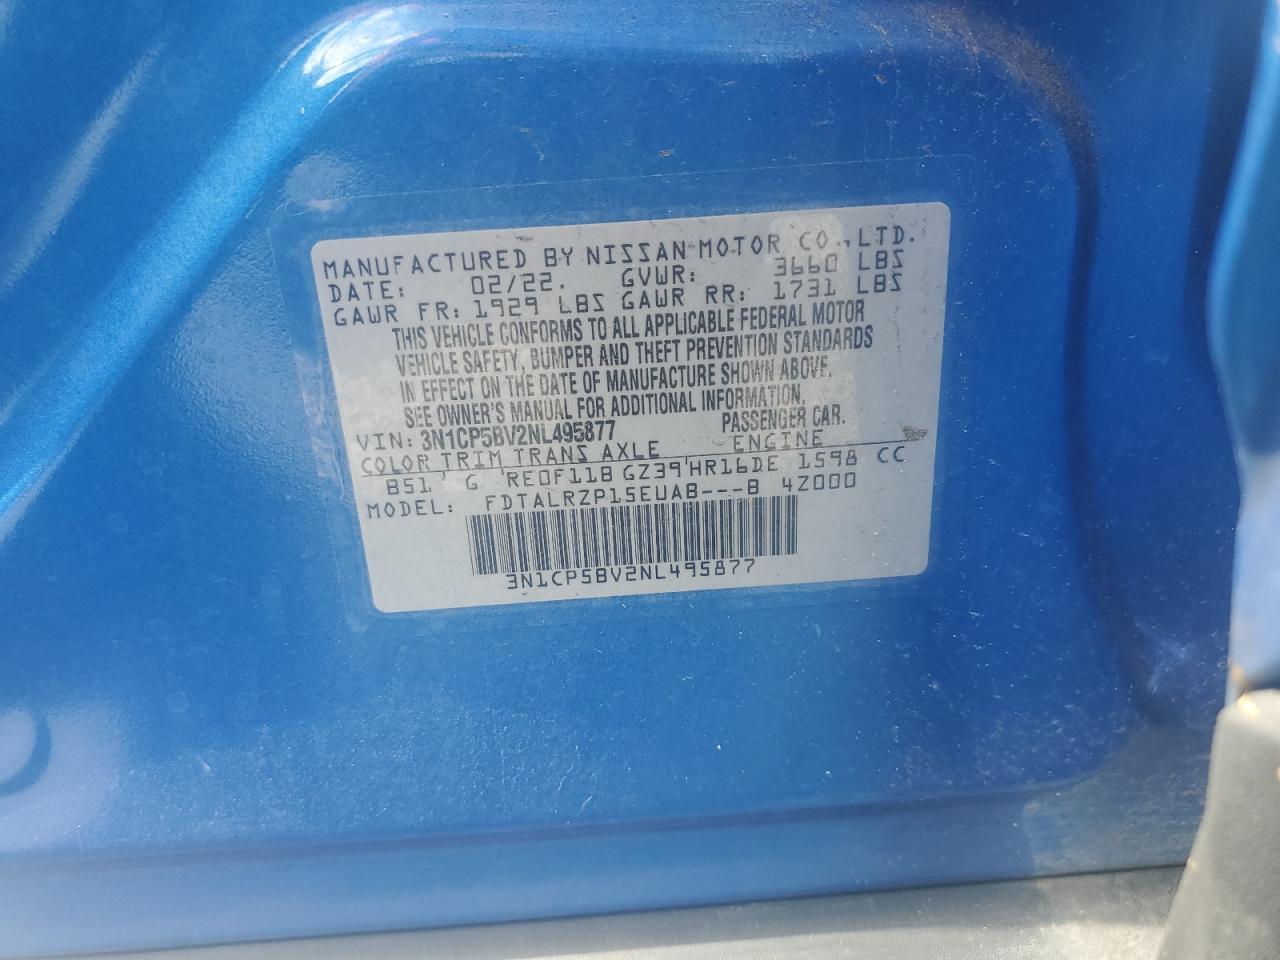 MANUFACTURED BY NISSAN MOTOR CO.,LTD.
DATE: 02/22. GVWR: 3660 LBS
GAWR FR: 1929 LBS GAWR RR: 1731 LBS
THIS VEHICLE CONFORMS TO ALL APPLICABLE FEDERAL MOTOR
VEHICLE SAFETY, BUMPER AND THEFT PREVENTION STANDARDS
IN EFFECT ON THE DATE OF MANUFACTURE SHOWN ABOVE.
SEE OWNER'S MANUAL FOR ADDITIONAL INFORMATION.
VIN: 3N1CP5BV2NL495877 PASSENGER CAR.
COLOR TRIM TRANS AXLE ENGINE
B51 G RE0F11B GZ39 HR16DE 1598 CC
MODEL: FDTALRZP15EUAB---B 4Z000
3N1CP5BV2NL495877